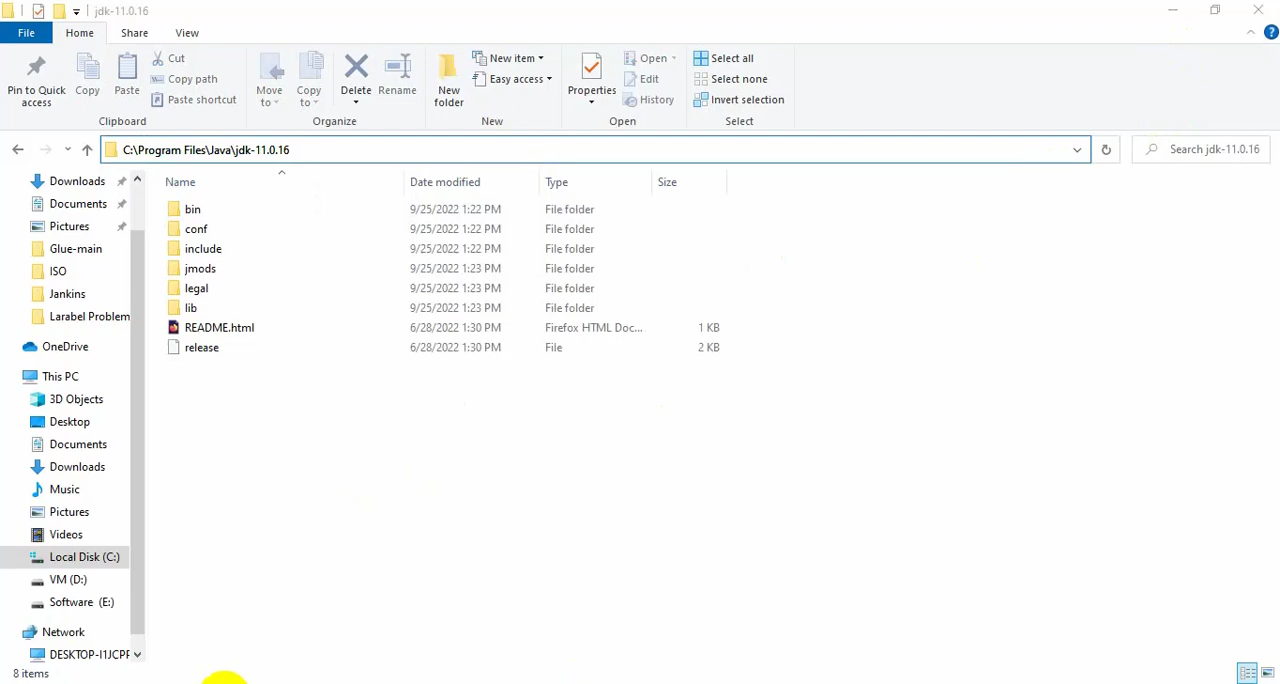 jdk-11.0.16
File Home Share View
Pin to Quick access
Copy
Paste
Cut
Copy path
Paste shortcut
Clipboard
Move to
Copy to
Delete
Rename
Organize
New folder
New item
Easy access
New
Properties
Open
Edit
History
Open
Select all
Select none
Invert selection
Select
C:\Program Files\Java\jdk-11.0.16
Search jdk-11.0.16
Downloads
Documents
Pictures
Glue-main
ISO
Jankins
Larabel Problem
OneDrive
This PC
3D Objects
Desktop
Documents
Downloads
Music
Pictures
Videos
Local Disk (C:)
VM (D:)
Software (E:)
Network
DESKTOP-I1JCPF
Name Date modified Type Size
bin 9/25/2022 1:22 PM File folder
conf 9/25/2022 1:22 PM File folder
include 9/25/2022 1:22 PM File folder
jmods 9/25/2022 1:23 PM File folder
legal 9/25/2022 1:23 PM File folder
lib 9/25/2022 1:23 PM File folder
README.html 6/28/2022 1:30 PM Firefox HTML Doc... 1 KB
release 6/28/2022 1:30 PM File 2 KB
8 items